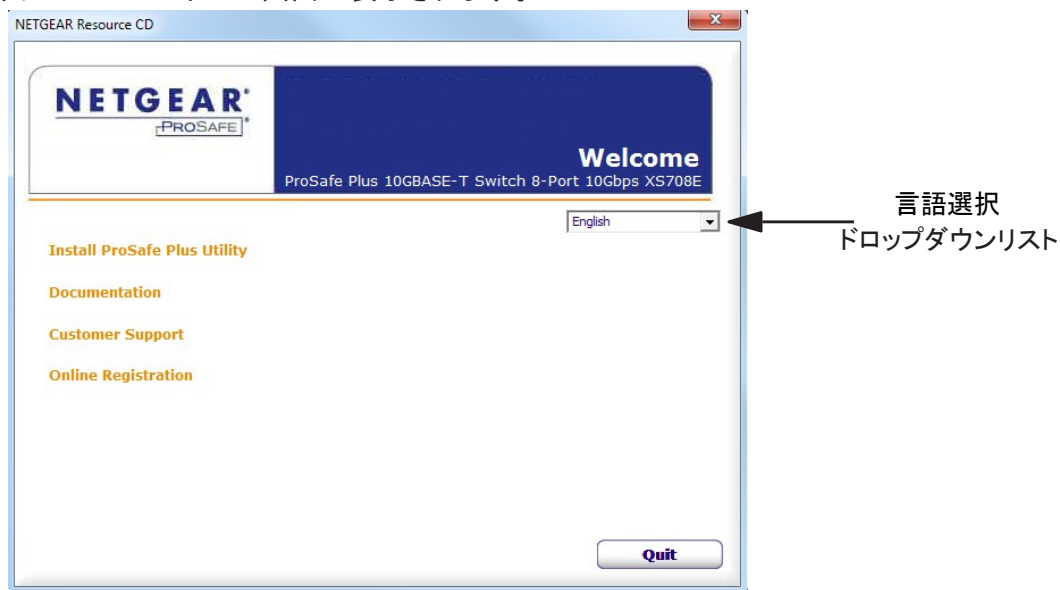 NETGEAR Resource CD
NETGEAR®
PROSAFE®
Welcome
ProSafe Plus 10GBASE-T Switch 8-Port 10Gbps XS708E
English
言語選択
ドロップダウンリスト
Install ProSafe Plus Utility
Documentation
Customer Support
Online Registration
Quit